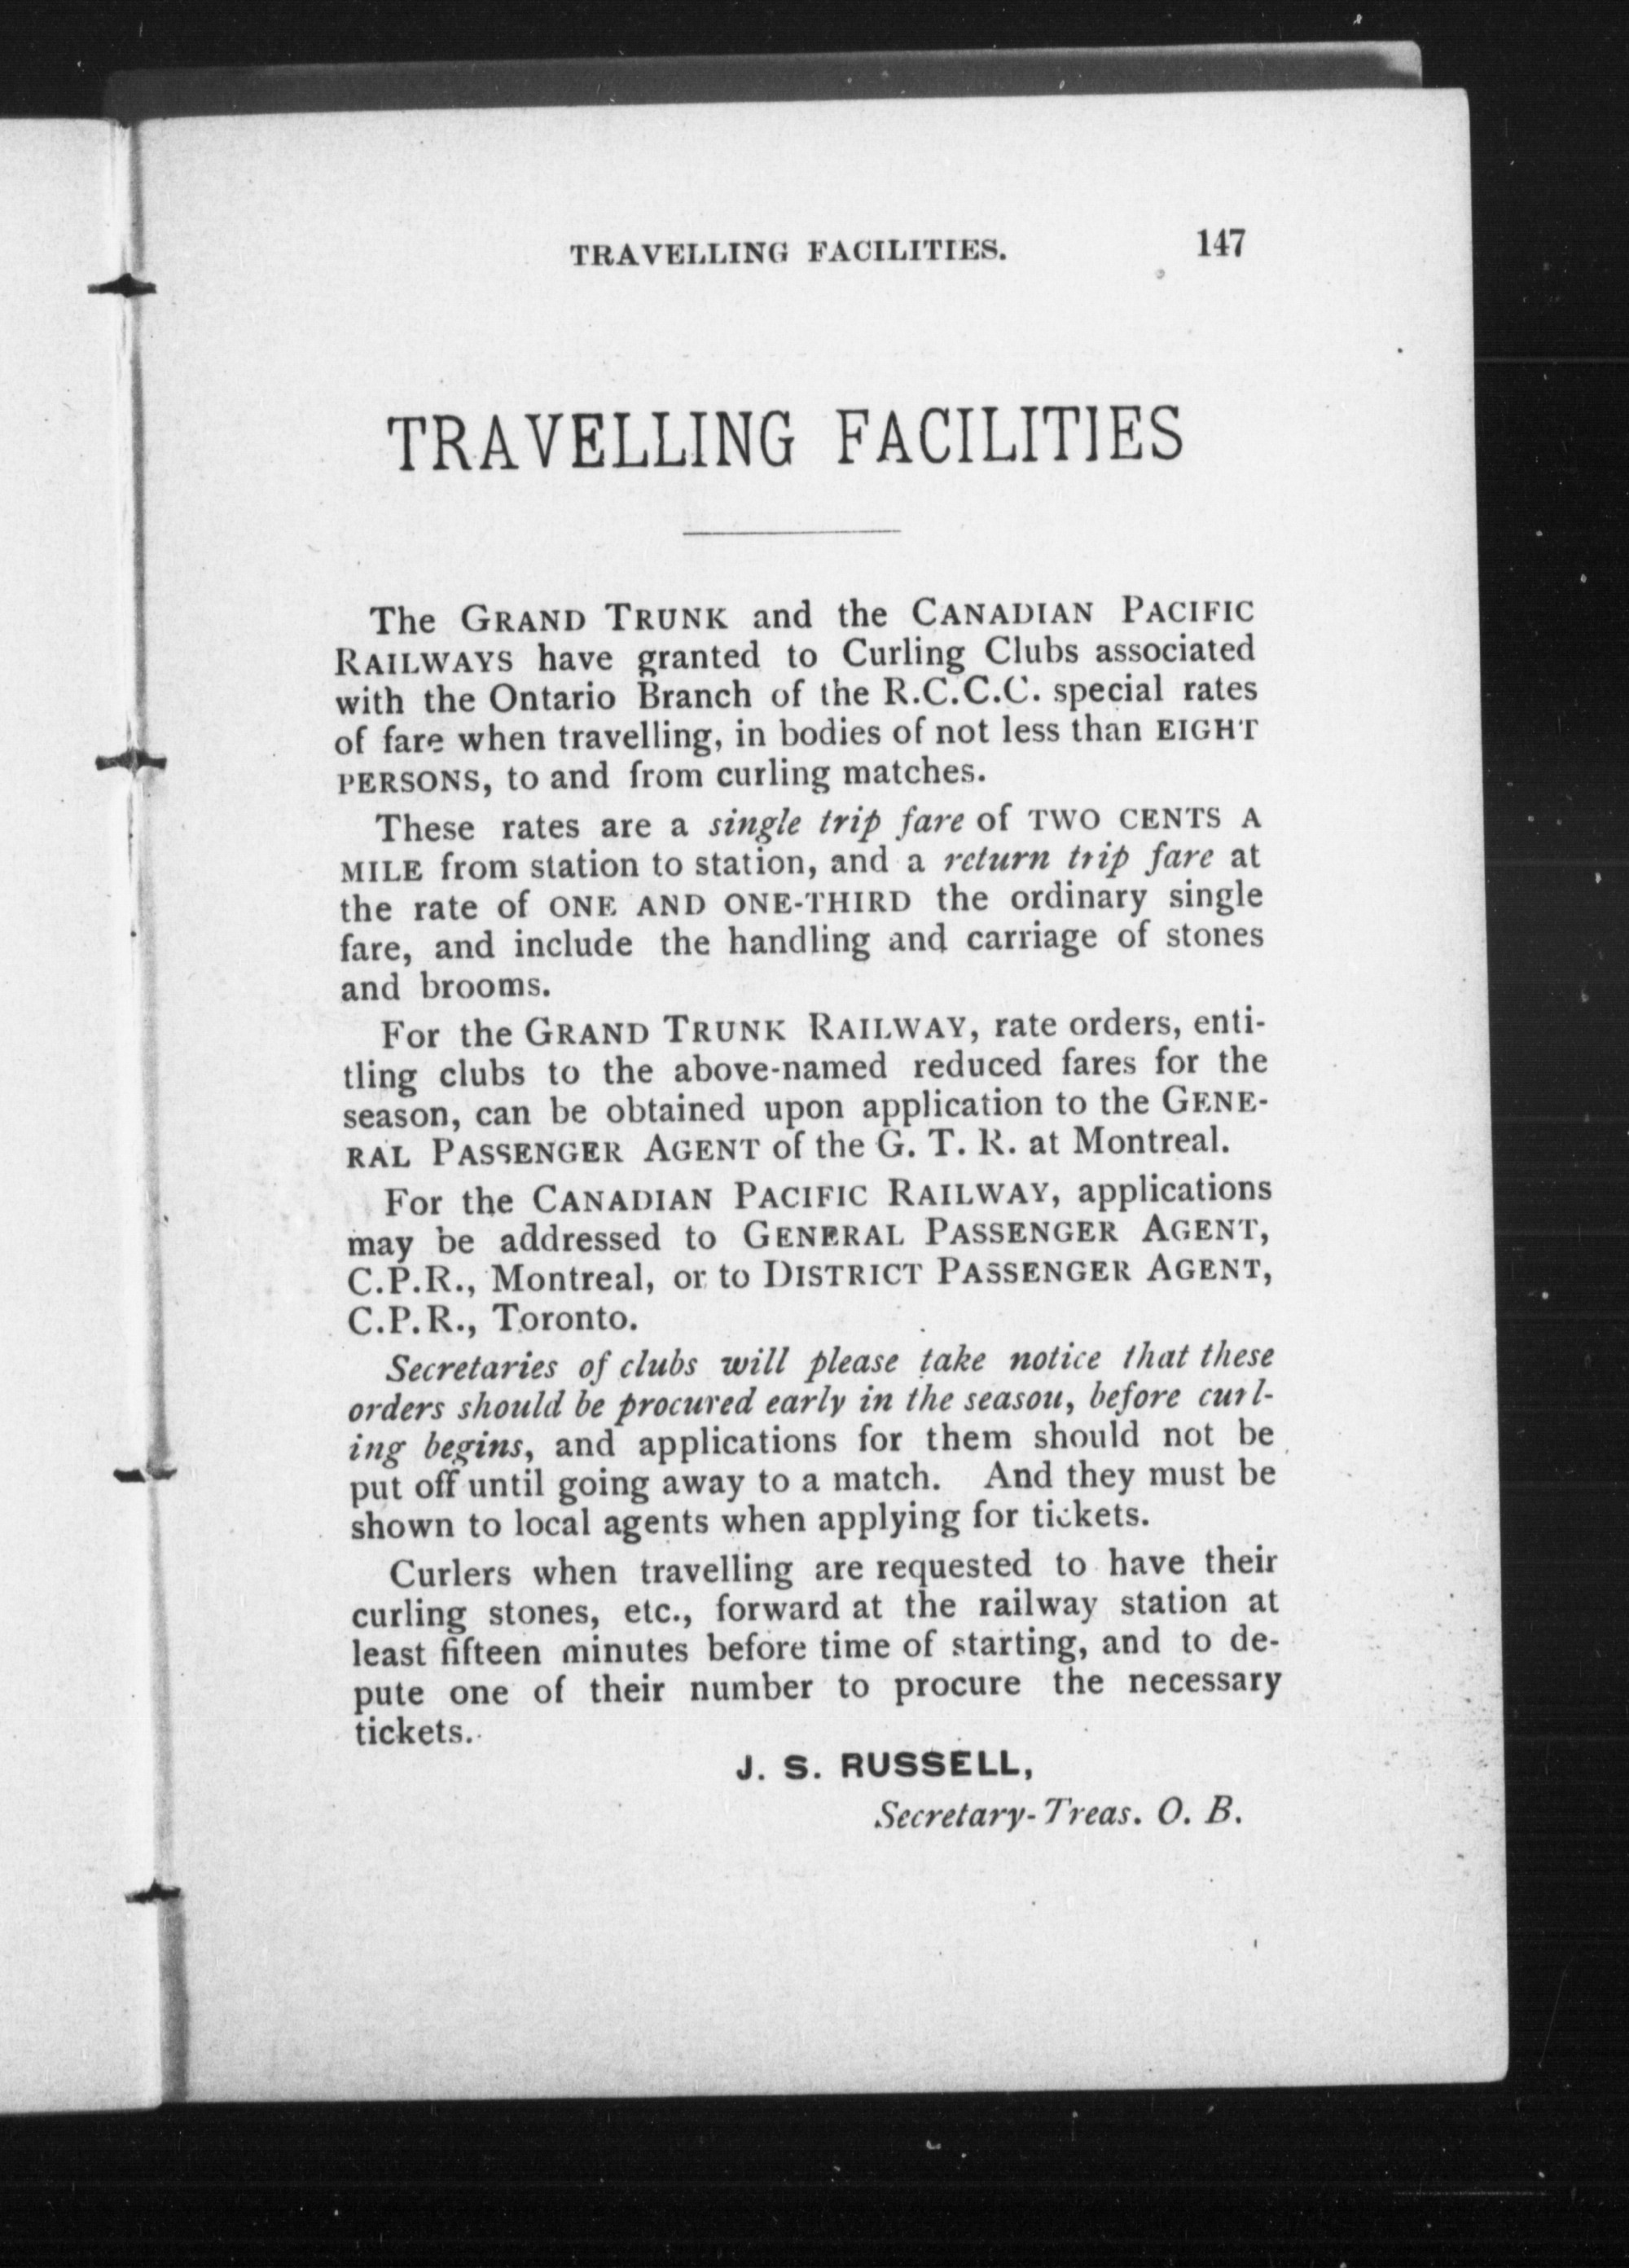 TRAVELLING FACILITIES. 147
TRAVELLING FACILITIES
The GRAND TRUNK and the CANADIAN PACIFIC
RAILWAYS have granted to Curling Clubs associated
with the Ontario Branch of the R.C.C.C. special rates
of fare when travelling, in bodies of not less than EIGHT
PERSONS, to and from curling matches.
These rates are a single trip fare of TWO CENTS A
MILE from station to station, and a return trip fare at
the rate of ONE AND ONE-THIRD the ordinary single
fare, and include the handling and carriage of stones
and brooms.
For the GRAND TRUNK RAILWAY, rate orders, enti-
tling clubs to the above-named reduced fares for the
season, can be obtained upon application to the GENE-
RAL PASSENGER AGENT of the G. T. R. at Montreal.
For the CANADIAN PACIFIC RAILWAY, applications
may be addressed to GENERAL PASSENGER AGENT,
C.P.R., Montreal, or to DISTRICT PASSENGER AGENT,
C.P.R., Toronto.
Secretaries of clubs will please take notice that these
orders should be procured early in the seasou, before curl-
ing begins, and applications for them should not be
put off until going away to a match. And they must be
shown to local agents when applying for tickets.
Curlers when travelling are requested to have their
curling stones, etc., forward at the railway station at
least fifteen minutes before time of starting, and to de-
pute one of their number to procure the necessary
tickets.
J. S. RUSSELL,
Secretary-Treas. O. B.